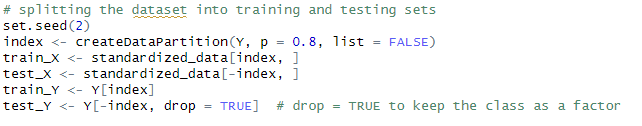 # splitting the dataset into training and testing sets
set.seed(2)
index <- createDataPartition(Y, p = 0.8, list = FALSE)
train_X <- standardized_data[index, ]
test_X <- standardized_data[-index, ]
train_Y <- Y[index]
test_Y <- Y[-index, drop = TRUE]  # drop = TRUE to keep the class as a factor